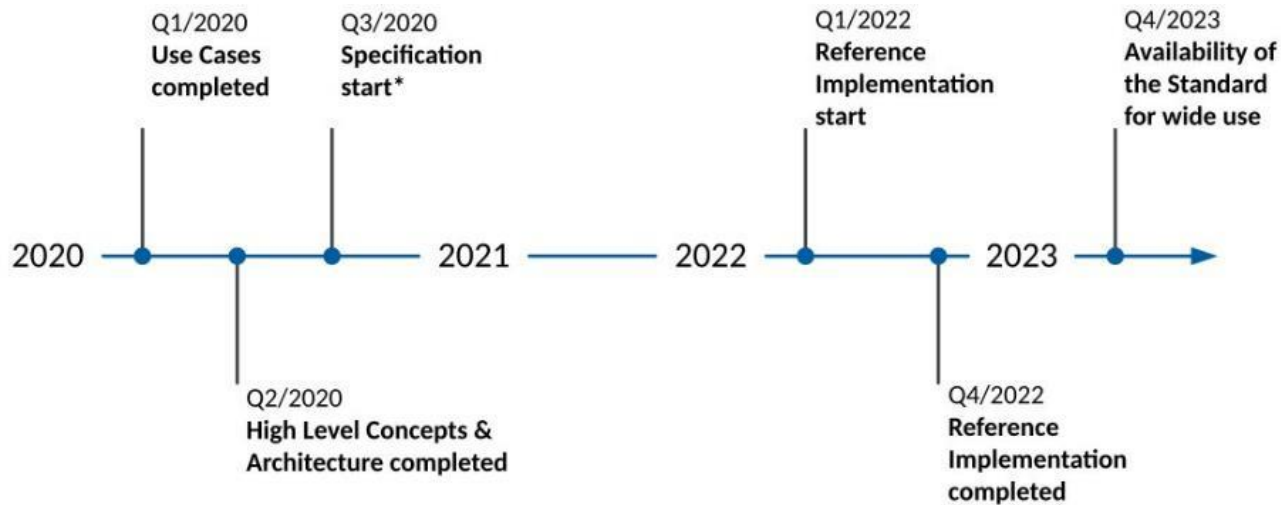 Q1/2020
Use Cases
completed
Q3/2020
Specification
start*
Q1/2022
Reference
Implementation
start
Q4/2023
Availability of
the Standard
for wide use
2020
2021
2022
2023
Q2/2020
High Level Concepts &
Architecture completed
Q4/2022
Reference
Implementation
completed